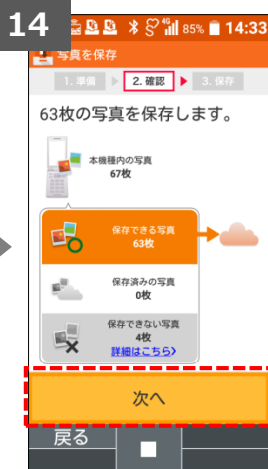 14
85% 14:33
写真を保存
1. 準備 2. 確認 3. 保存
63枚の写真を保存します。
本機種内の写真
67枚
保存できる写真
63枚
保存済みの写真
0枚
保存できない写真
4枚
詳細はこちら>
次へ
戻る